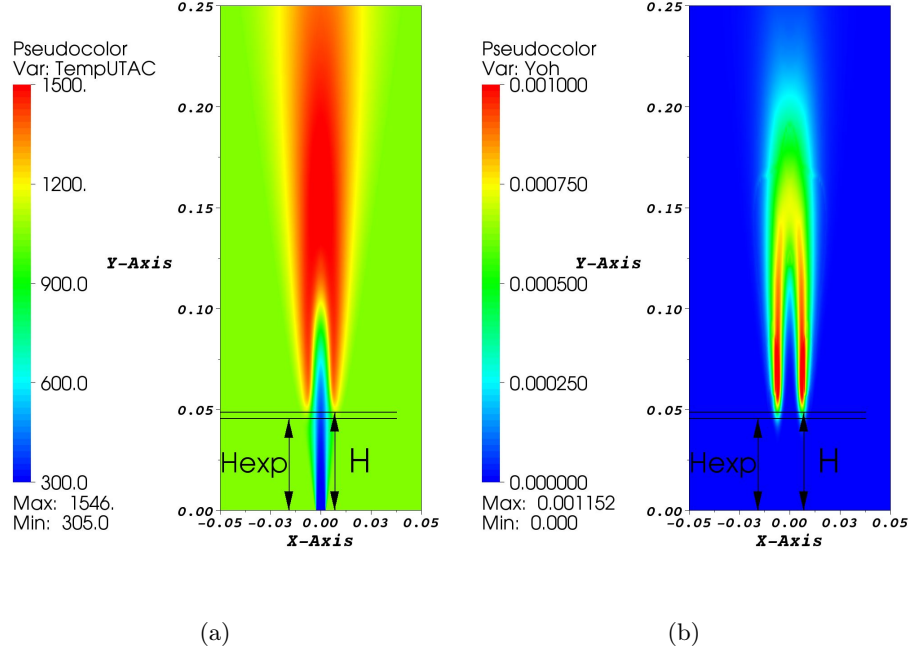 Pseudocolor
Var: TempUTAC
1500.
1200.
900.0
600.0
300.0
Max: 1546.
Min: 305.0
0.25
0.20
0.15
Y-Axis
0.10
0.05
0.00
Hexp
H
-0.05 -0.03 0.00 0.03 0.05
X-Axis
(a)
Pseudocolor
Var: Yoh
0.001000
0.000750
0.000500
0.000250
0.000000
Max: 0.001152
Min: 0.000
0.25
0.20
0.15
Y-Axis
0.10
0.05
0.00
Hexp
H
-0.05 -0.03 0.00 0.03 0.05
X-Axis
(b)